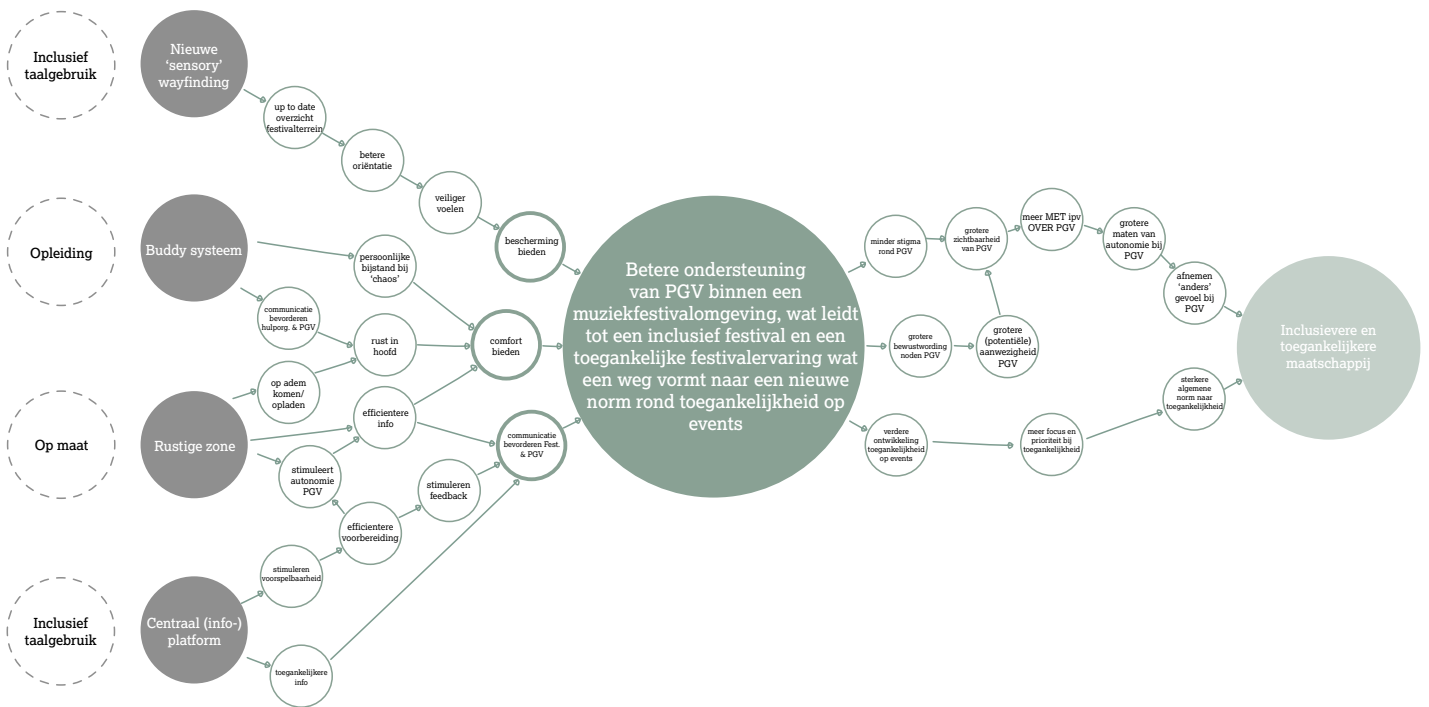 Inclusief
taalgebruik
Nieuwe
‘sensory’
wayfinding
up to date
overzicht
festivalterrein
betere
oriëntatie
veiliger
voelen
bescherming
bieden
Opleiding
Buddy systeem
persoonlijke
bijstand bij
‘chaos’
communicatie
bevorderen
hulporg. & PGV
rust in
hoofd
comfort
bieden
Op maat
Rustige zone
op adem
komen/
opladen
efficientere
info
stimuleert
autonomie
PGV
communicatie
bevorderen Fest.
& PGV
stimuleren
feedback
efficientere
voorbereiding
stimuleren
voorspelbaarheid
Inclusief
taalgebruik
Centraal (info-)
platform
toegankelijkere
info
Betere ondersteuning
van PGV binnen een
muziekfestivalomgeving, wat leidt
tot een inclusief festival en een
toegankelijke festivalervaring wat
een weg vormt naar een nieuwe
norm rond toegankelijkheid op
events
minder stigma
rond PGV
grotere
zichtbaarheid
van PGV
meer MET ipv
OVER PGV
grotere
maten van
autonomie bij
PGV
afnemen
‘anders’
gevoel bij
PGV
grotere
bewustwording
noden PGV
grotere
(potentiële)
aanwezigheid
PGV
verdere
ontwikkeling
toegankelijkheid
op events
meer focus en
prioriteit bij
toegankelijkheid
sterkere
algemene
norm naar
toegankelijkheid
Inclusievere en
toegankelijkere
maatschappij